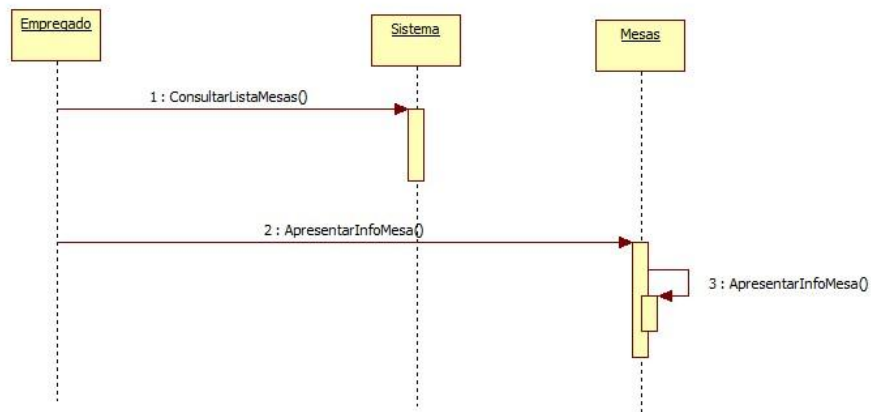 Empregado
Sistema
Mesas
1 : ConsultarListaMesas()
2 : ApresentarInfoMesa()
3 : ApresentarInfoMesa()